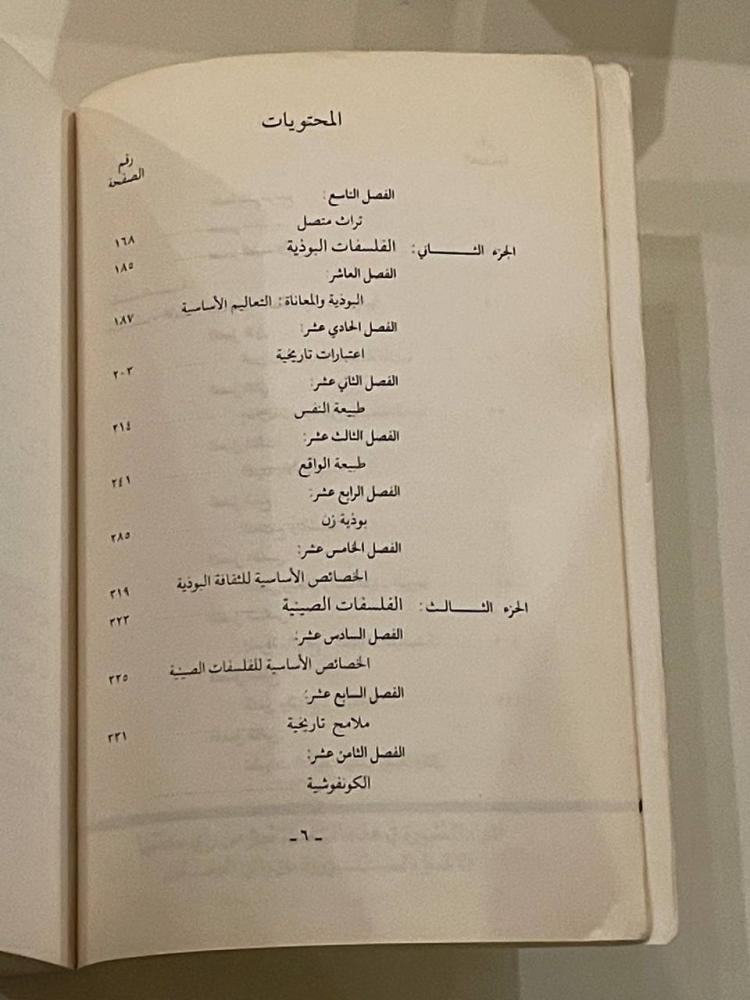 المحتويات
رقم
الصفحة
الفصل التاسع:
تراث متصل ١٦٨
الجزء الثـــــــاني: الفلسفات البوذية ١٨٥
الفصل العاشر:
البوذية والمعاناة: التعاليم الأساسية ١٨٧
الفصل الحادي عشر:
اعتبارات تاريخية ٢٠٣
الفصل الثاني عشر:
طبيعة النفس ٢١٤
الفصل الثالث عشر:
طبيعة الواقع ٢٤١
الفصل الرابع عشر:
بوذية زن ٢٨٥
الفصل الخامس عشر:
الخصائص الأساسية للثقافة البوذية ٣١٩
الجزء الثـــــالث: الفلسفات الصينية ٣٢٣
الفصل السادس عشر:
الخصائص الأساسية للفلسفات الصينية ٣٢٥
الفصل السابع عشر:
ملامح تاريخية ٣٣١
الفصل الثامن عشر:
الكونفوشية
ـ ٦ ـ